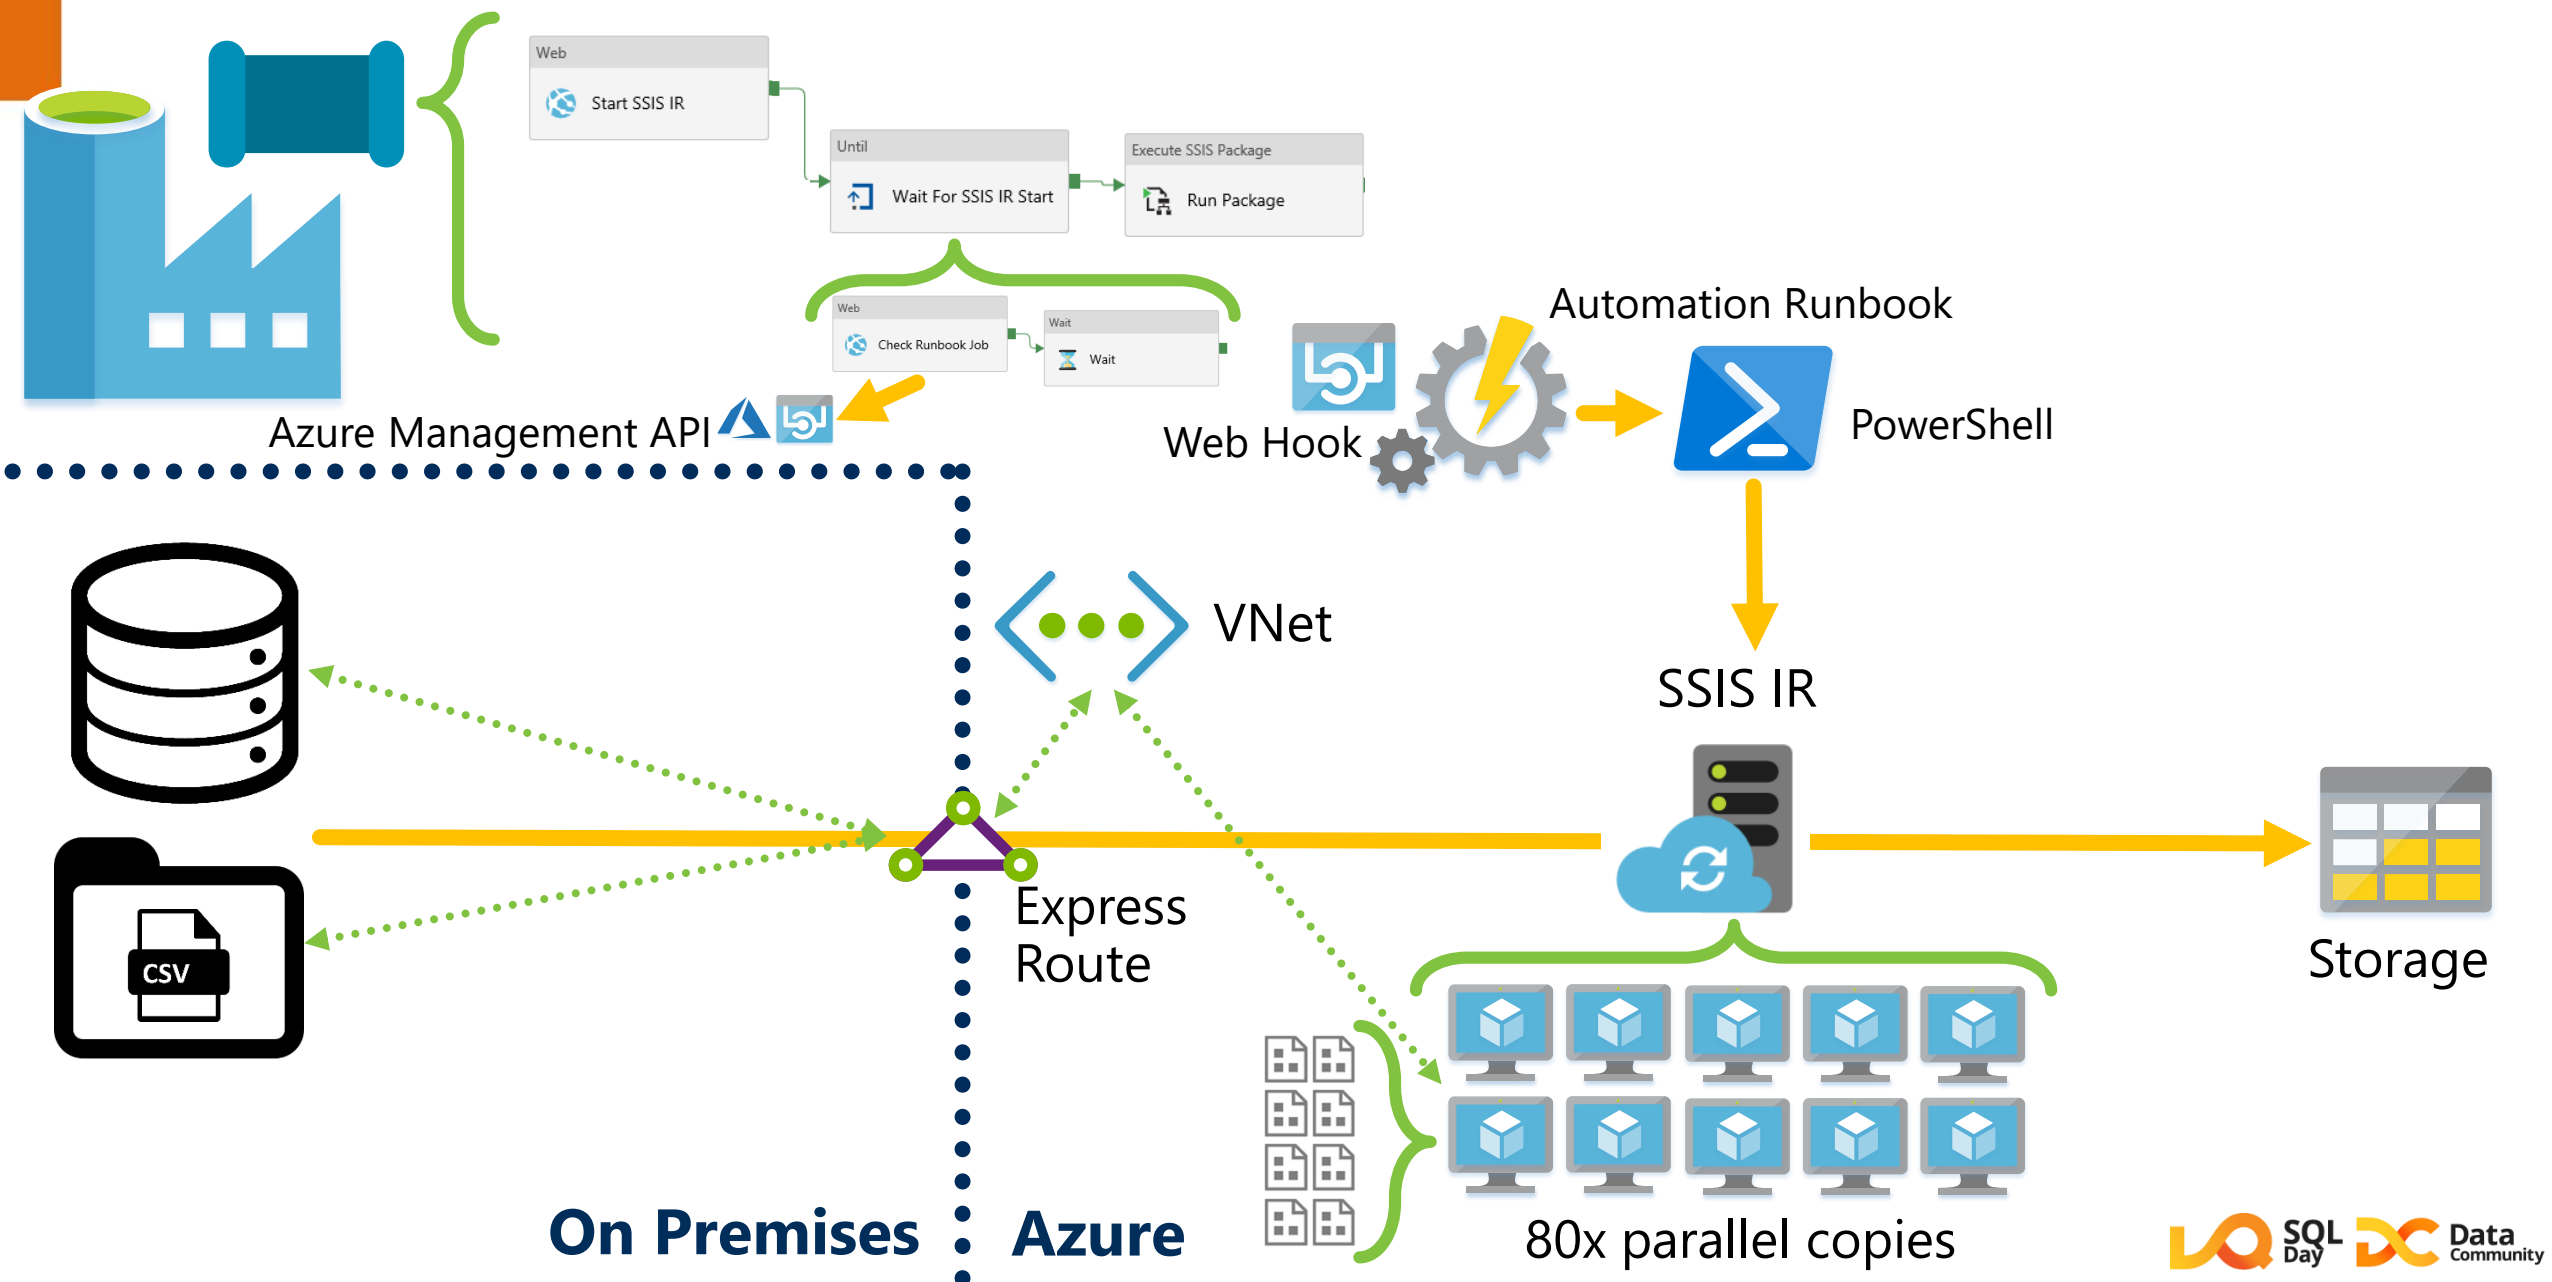 Web
Start SSIS IR
Until
Wait For SSIS IR Start
Execute SSIS Package
Run Package
Web
Check Runbook Job
Wait
Wait
Azure Management API
Automation Runbook
Web Hook
PowerShell
VNet
SSIS IR
Express
Route
CSV
Storage
On Premises
Azure
80x parallel copies
SQL
Day
Data
Community